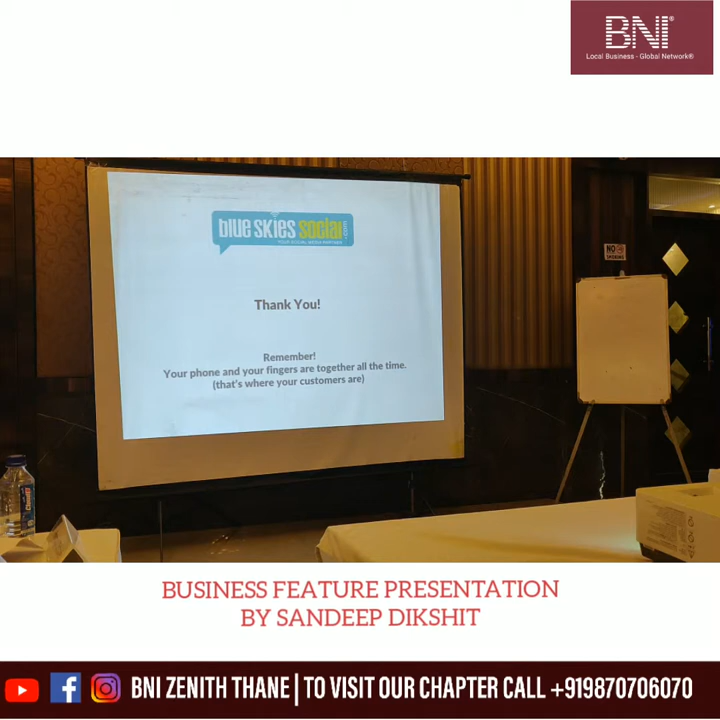 BNI®
Local Business - Global Network®
blue skies social.com
YOUR SOCIAL MEDIA PARTNER
Thank You!
Remember!
Your phone and your fingers are together all the time.
(that's where your customers are)
NO
SMOKING
BUSINESS FEATURE PRESENTATION
BY SANDEEP DIKSHIT
BNI ZENITH THANE | TO VISIT OUR CHAPTER CALL +919870706070